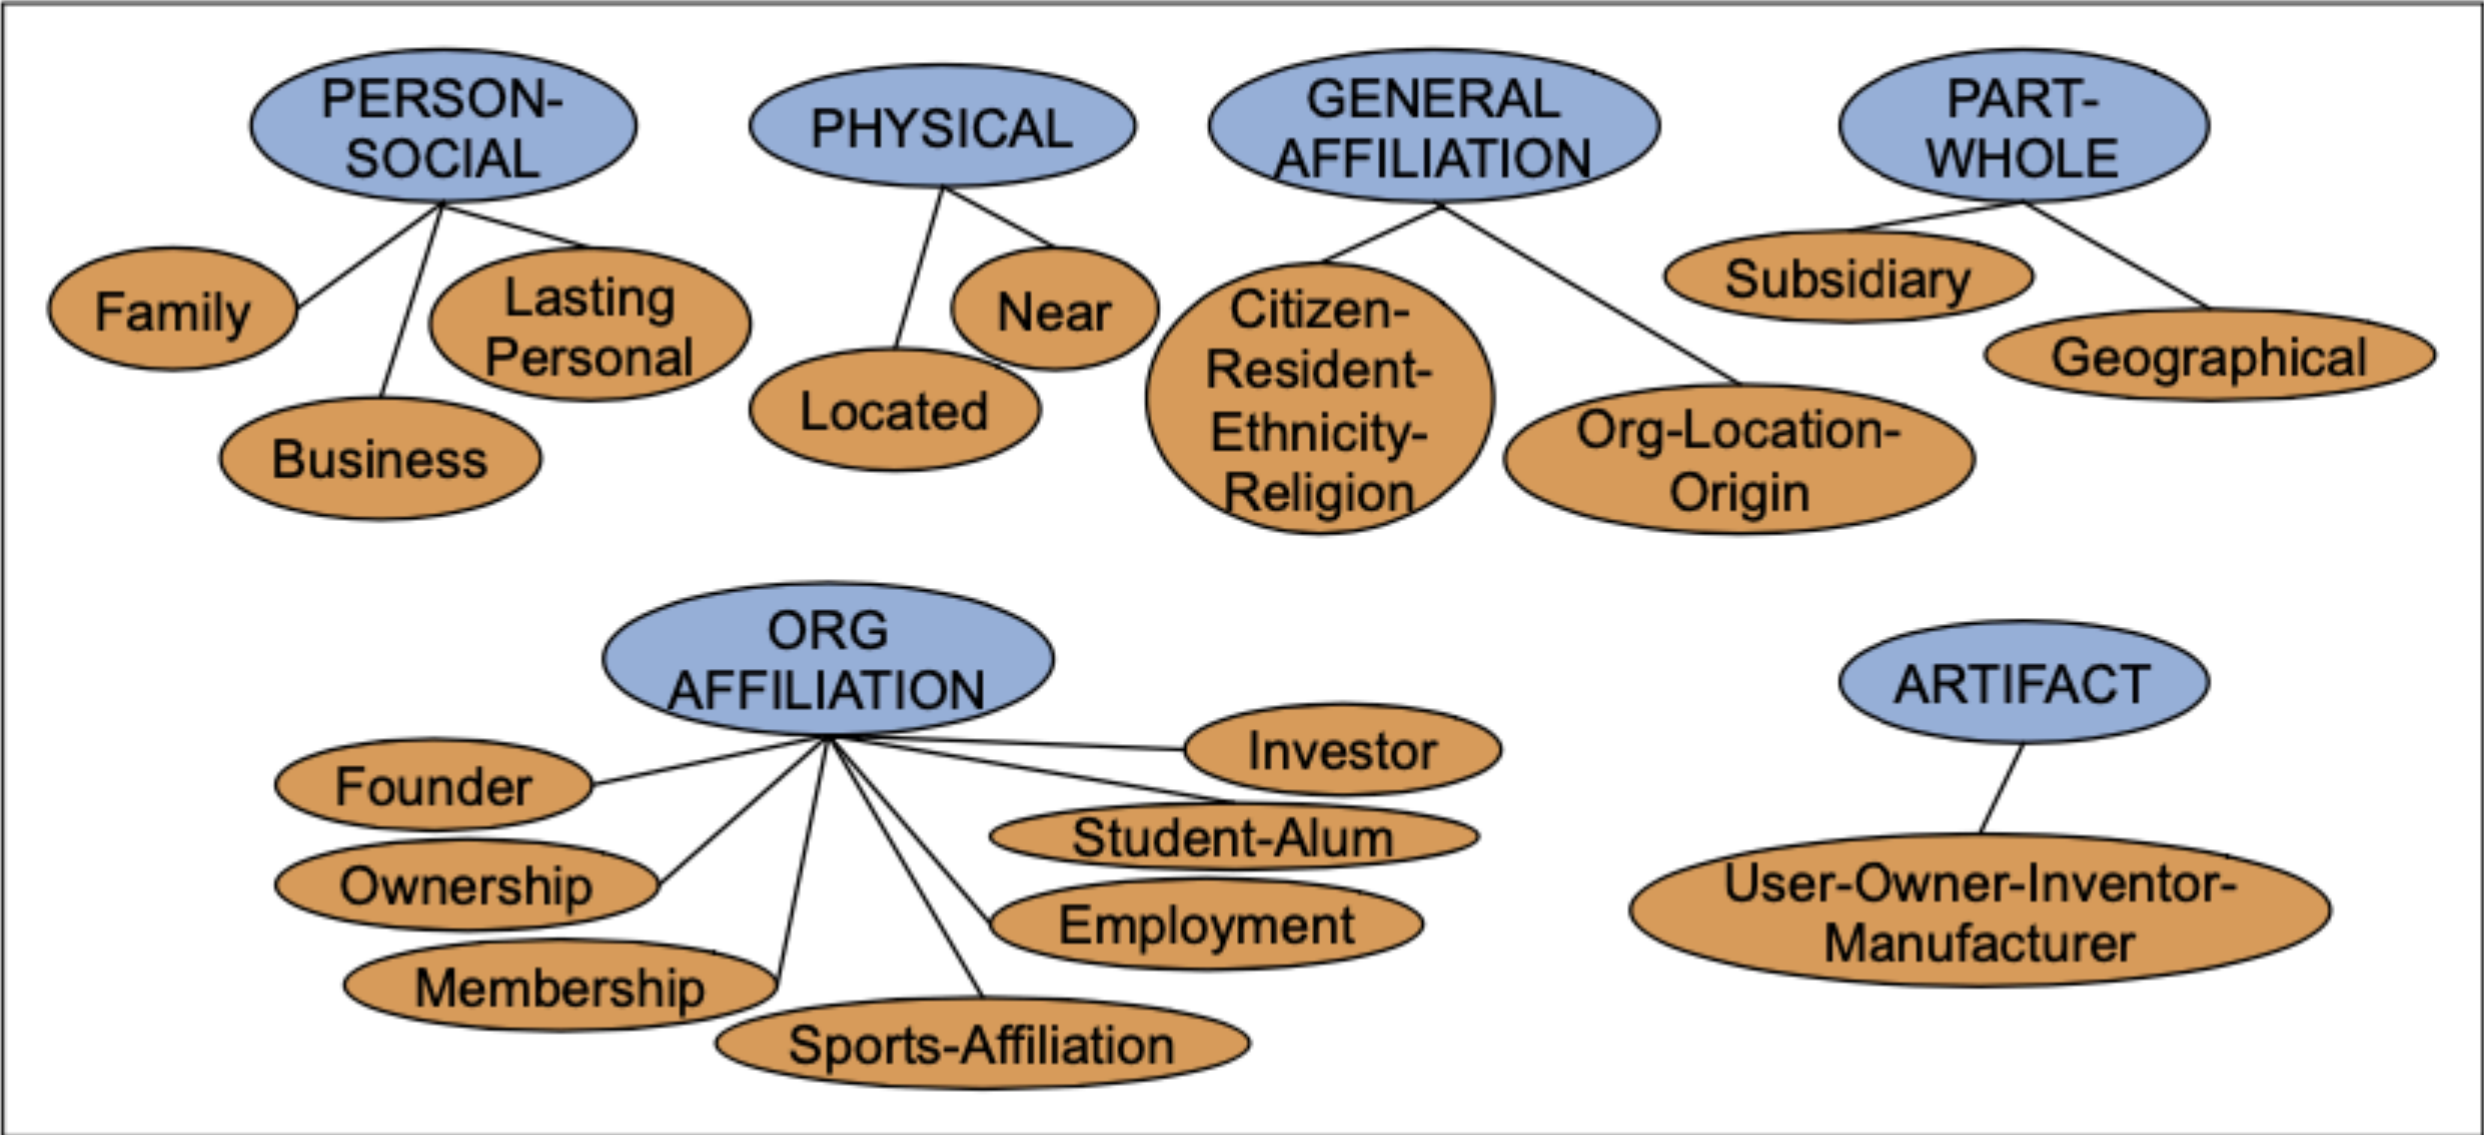 PERSON-
SOCIAL
PHYSICAL
GENERAL
AFFILIATION
PART-
WHOLE
Family
Lasting
Personal
Business
Near
Located
Citizen-
Resident-
Ethnicity-
Religion
Org-Location-
Origin
Subsidiary
Geographical
ORG
AFFILIATION
Founder
Ownership
Membership
Sports-Affiliation
Employment
Student-Alum
Investor
ARTIFACT
User-Owner-Inventor-
Manufacturer